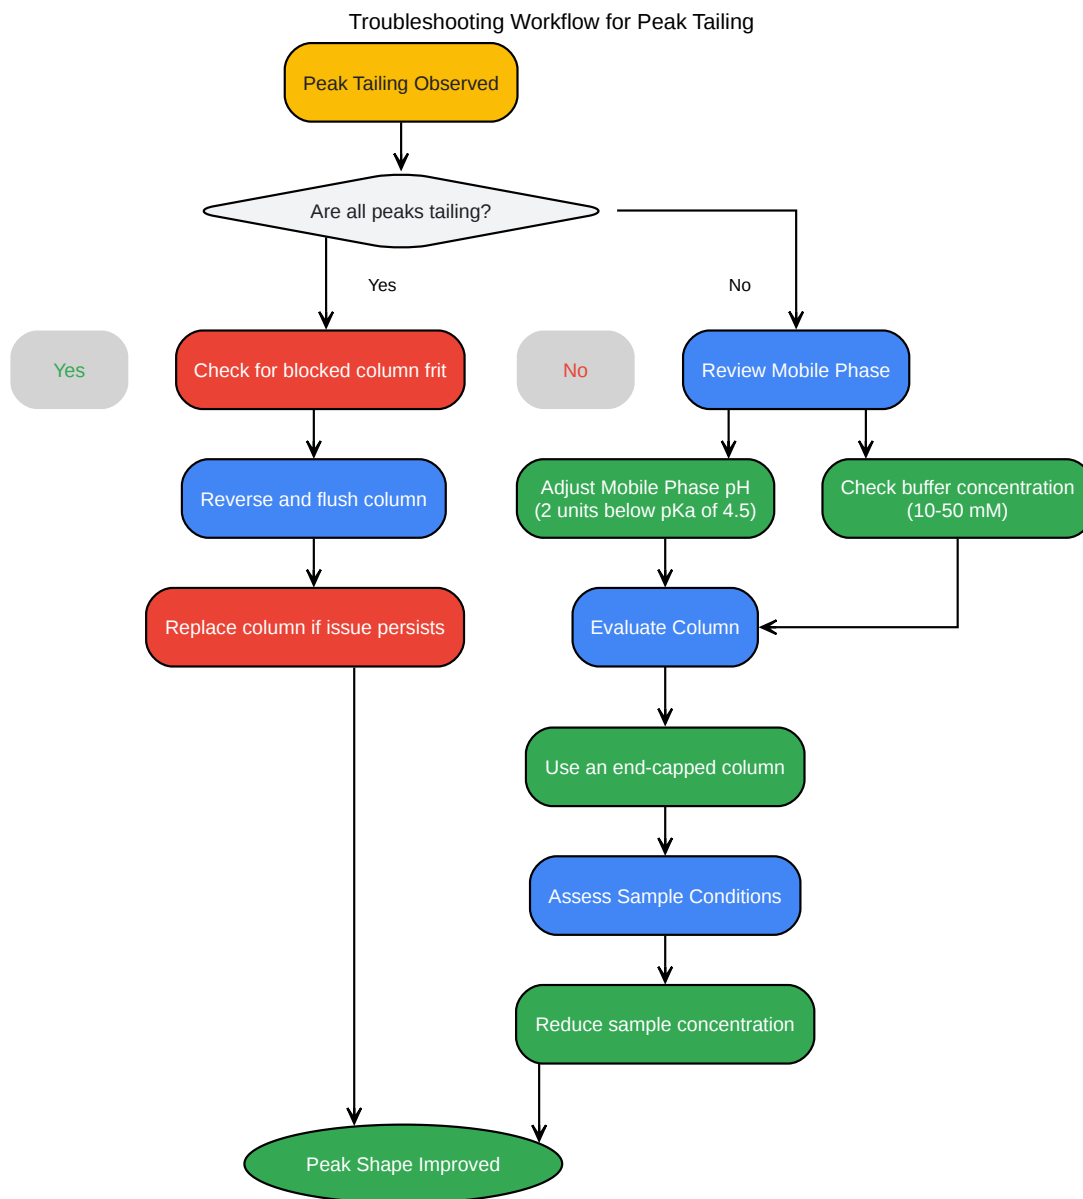 Troubleshooting Workflow for Peak Tailing
Peak Tailing Observed
Are all peaks tailing?
Yes
No
Yes
Check for blocked column frit
No
Review Mobile Phase
Reverse and flush column
Adjust Mobile Phase pH
(2 units below pKa of 4.5)
Check buffer concentration
(10-50 mM)
Replace column if issue persists
Evaluate Column
Use an end-capped column
Assess Sample Conditions
Reduce sample concentration
Peak Shape Improved